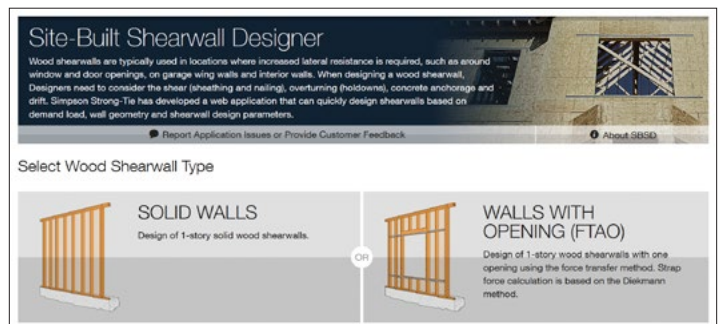 Site-Built Shearwall Designer
Wood shearwalls are typically used in locations where increased lateral resistance is required, such as around
window and door openings, on garage wing walls and interior walls. When designing a wood shearwall,
Designers need to consider the shear (sheathing and nailing), overturning (holdowns), concrete anchorage and
drift. Simpson Strong-Tie has developed a web application that can quickly design shearwalls based on
demand load, wall geometry and shearwall design parameters.
Report Application Issues or Provide Customer Feedback
About SBSD
Select Wood Shearwall Type
SOLID WALLS
Design of 1-story solid wood shearwalls.
OR
WALLS WITH
OPENING (FTAO)
Design of 1-story wood shearwalls with one
opening using the force transfer method. Strap
force calculation is based on the Diekmann
method.